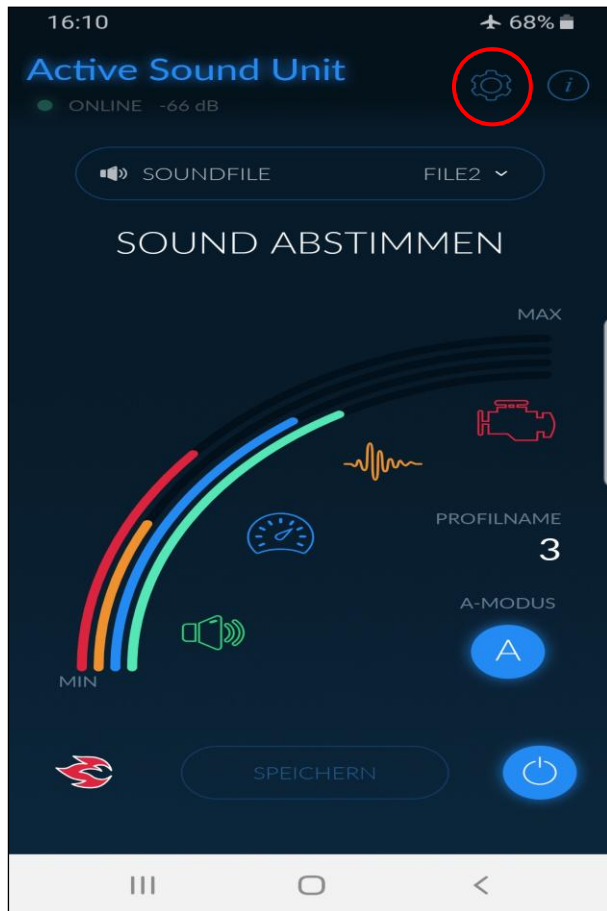 16:10 68%
Active Sound Unit
ONLINE -66 dB
SOUNDFILE FILE2
SOUND ABSTIMMEN
MAX
PROFILNAME
3
A-MODUS
A
MIN
SPEICHERN